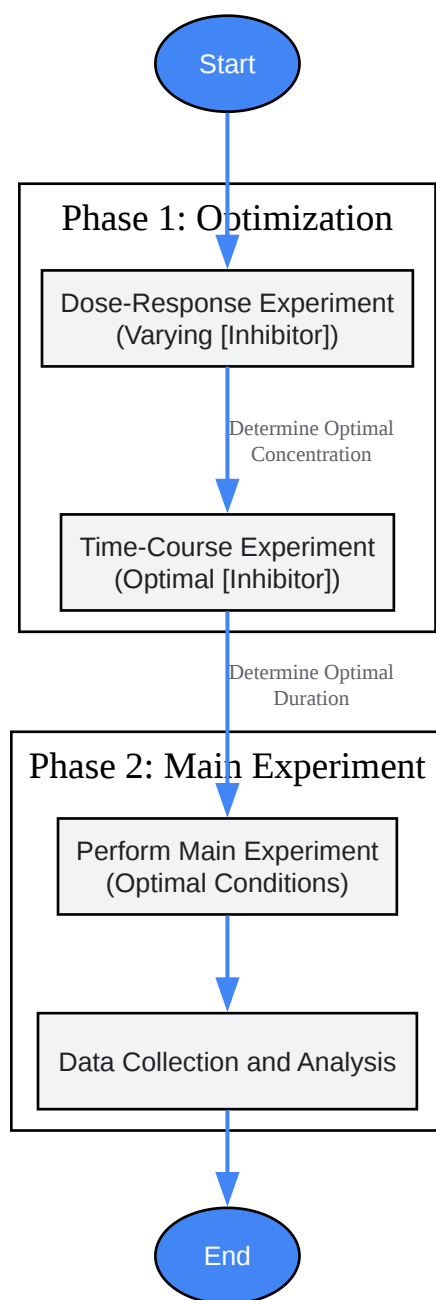 Start
Phase 1: Optimization
Dose-Response Experiment
(Varying [Inhibitor])
Determine Optimal
Concentration
Time-Course Experiment
(Optimal [Inhibitor])
Determine Optimal
Duration
Phase 2: Main Experiment
Perform Main Experiment
(Optimal Conditions)
Data Collection and Analysis
End